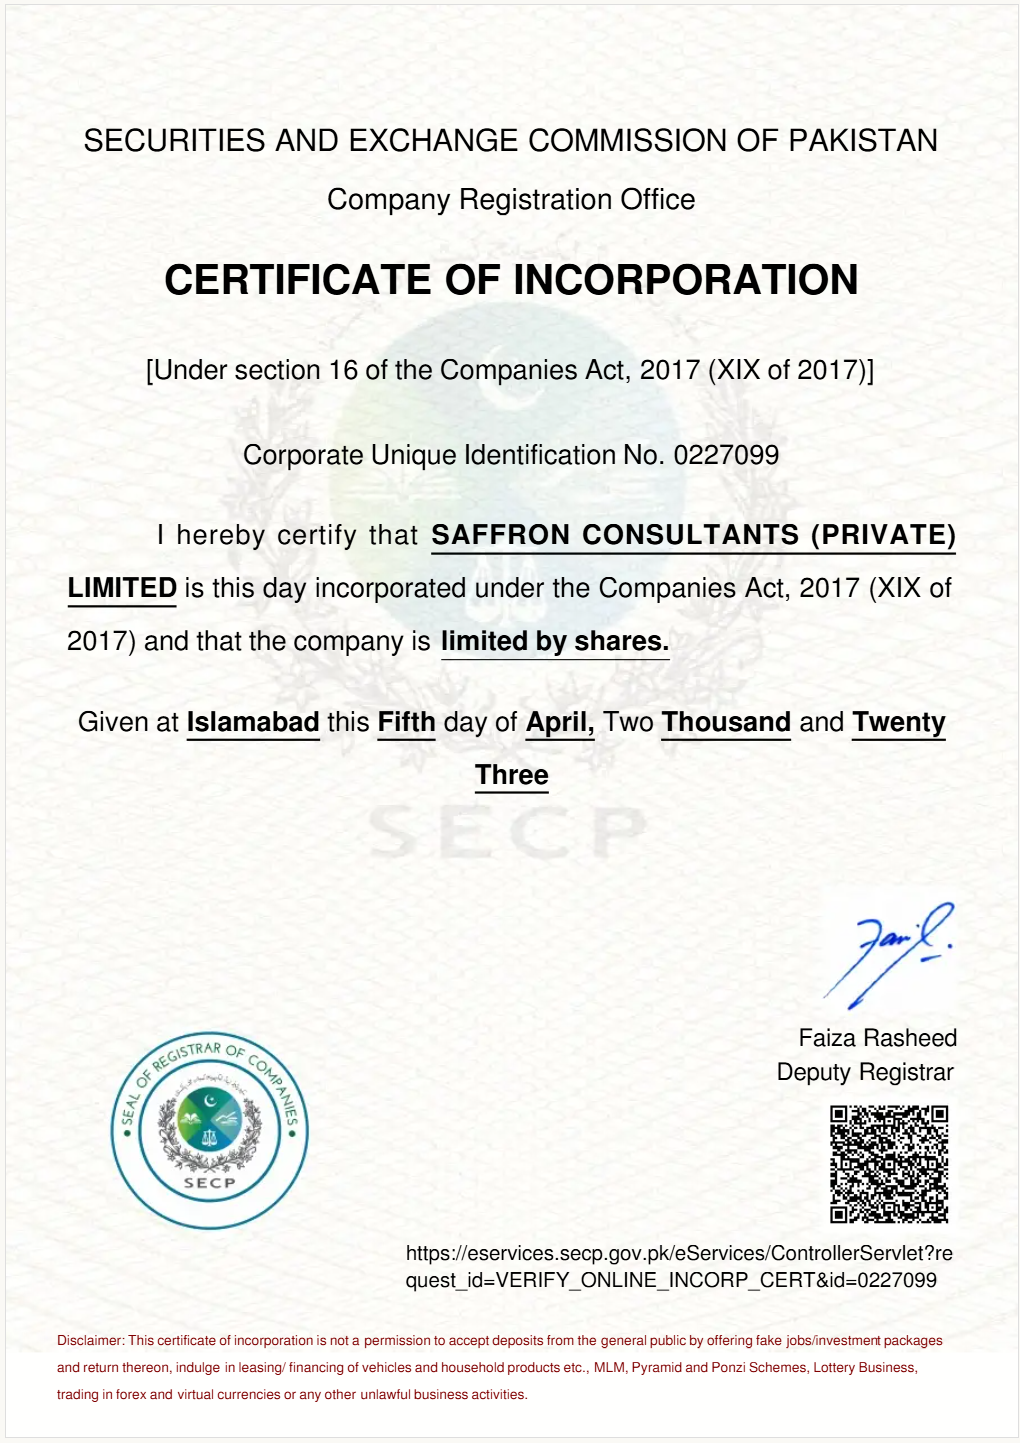 SECURITIES AND EXCHANGE COMMISSION OF PAKISTAN
Company Registration Office
CERTIFICATE OF INCORPORATION
[Under section 16 of the Companies Act, 2017 (XIX of 2017)]
Corporate Unique Identification No. 0227099
I hereby certify that SAFFRON CONSULTANTS (PRIVATE)
LIMITED is this day incorporated under the Companies Act, 2017 (XIX of
2017) and that the company is limited by shares.
Given at Islamabad this Fifth day of April, Two Thousand and Twenty
Three
SECP
Faiza Rasheed
Deputy Registrar
SEAL OF REGISTRAR OF COMPANIES
SECP
https://eservices.secp.gov.pk/eServices/ControllerServlet?re
quest_id=VERIFY_ONLINE_INCORP_CERT&id=0227099
Disclaimer: This certificate of incorporation is not a permission to accept deposits from the general public by offering fake jobs/investment packages
and return thereon, indulge in leasing/ financing of vehicles and household products etc., MLM, Pyramid and Ponzi Schemes, Lottery Business,
trading in forex and virtual currencies or any other unlawful business activities.